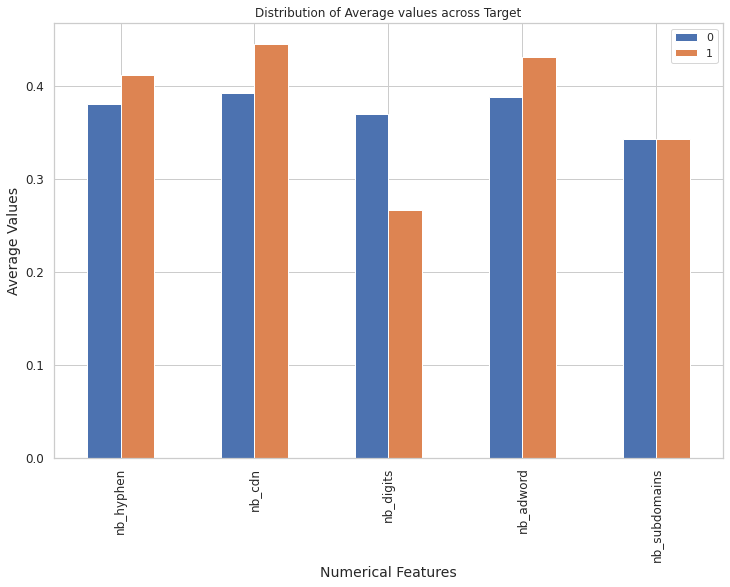 Distribution of Average values across Target
0
1
Average Values
0.4
0.3
0.2
0.1
0.0
nb_hyphen
nb_cdn
nb_digits
nb_adword
nb_subdomains
Numerical Features